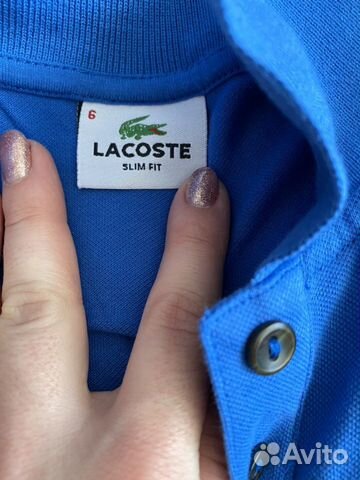 6
LACOSTE
SLIM FIT
Avito